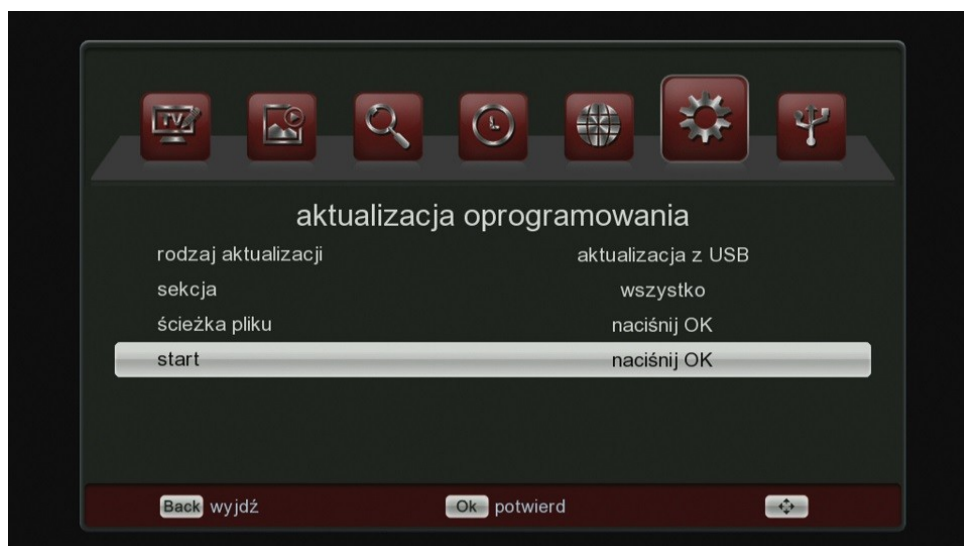 TV
aktualizacja oprogramowania
rodzaj aktualizacji aktualizacja z USB
sekcja wszystko
ścieżka pliku naciśnij OK
start naciśnij OK
Back wyjdź Ok potwierd